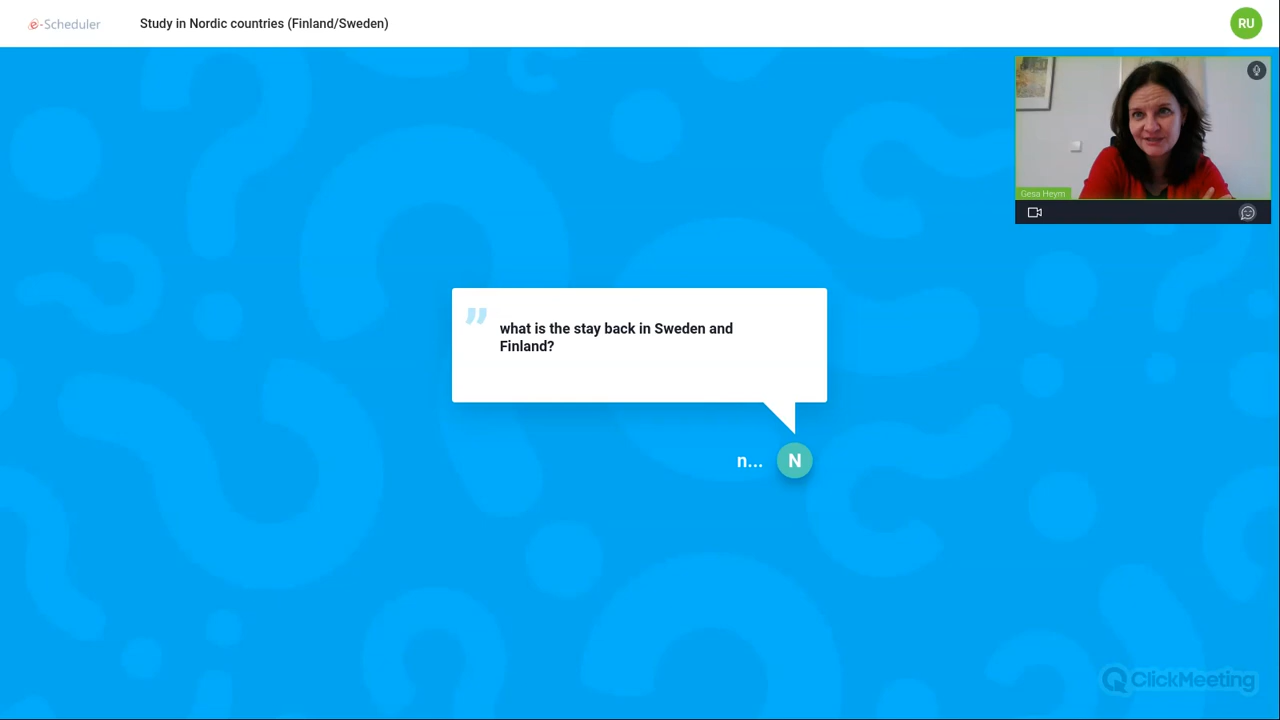 e-Scheduler
Study in Nordic countries (Finland/Sweden)
RU
Gesa Heym
what is the stay back in Sweden and
Finland?
n...
N
ClickMeeting